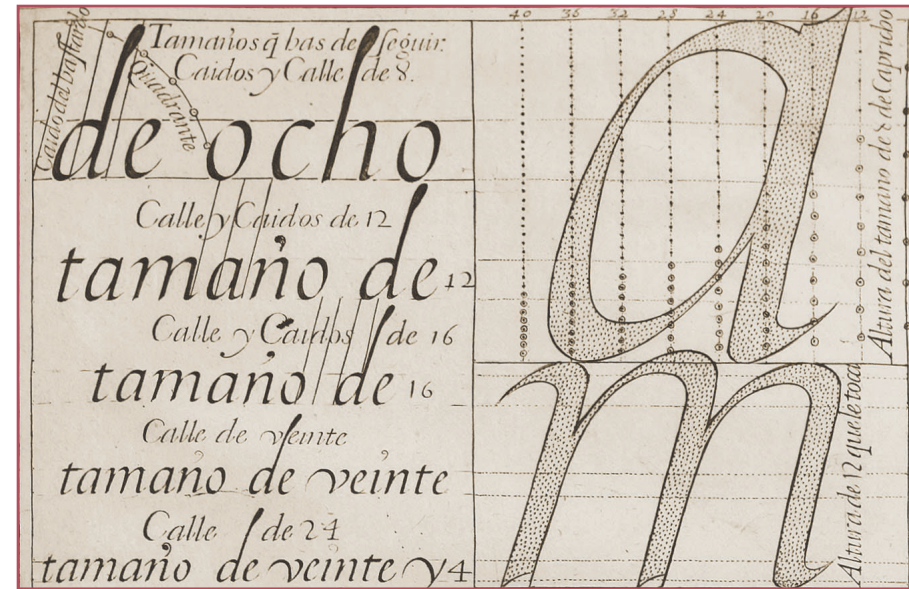 Caido del bastardo
Quadrante
Tamaños q̃ has de seguir.
Caidos y Calle de 8.
de ocho
Calle y Caidos de 12
tamaño de 12
Calle y Caidos de 16
tamaño de 16
Calle de veinte
tamaño de veinte
Calle de 24
tamaño de veinte y 4
40 36 32 28 24 20 16 12
a
Altura del tamaño de 8 de Caprubo
m
Altura de 12 que le toca